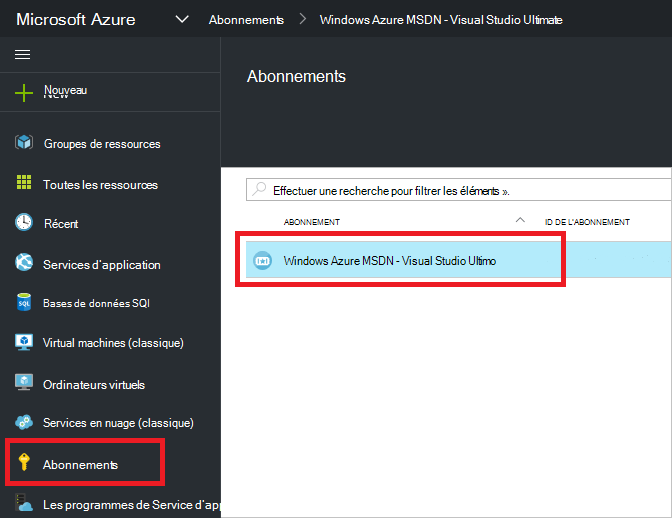 Microsoft Azure
Abonnements > Windows Azure MSDN - Visual Studio Ultimate
Abonnements
Nouveau
Groupes de ressources
Toutes les ressources
Récent
Services d'application
Bases de données SQl
Virtual machines (classique)
Ordinateurs virtuels
Services en nuage (classique)
Abonnements
Les programmes de Service d'app
Effectuer une recherche pour filtrer les éléments ».
ABONNEMENT
ID DE L'ABONNEMENT
Windows Azure MSDN - Visual Studio Ultimo